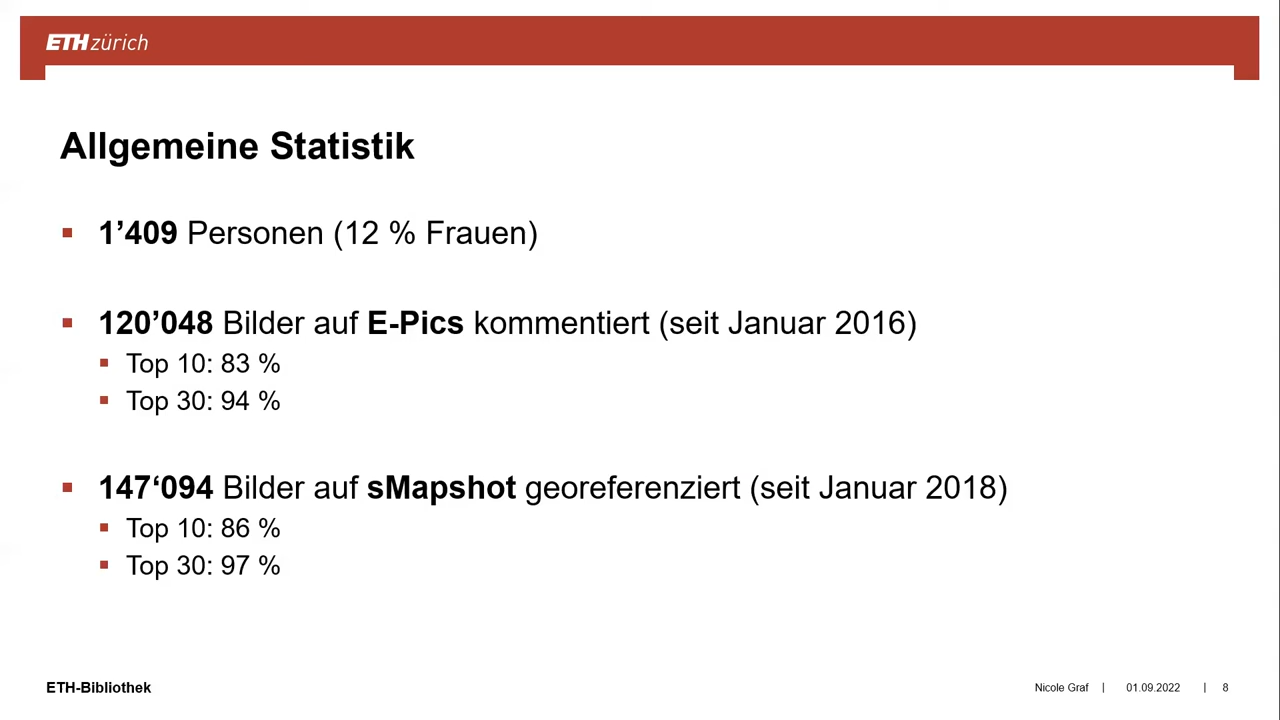 ETH zürich
Allgemeine Statistik
▪ 1’409 Personen (12 % Frauen)
▪ 120’048 Bilder auf E-Pics kommentiert (seit Januar 2016)
▪ Top 10: 83 %
▪ Top 30: 94 %
▪ 147‘094 Bilder auf sMapshot georeferenziert (seit Januar 2018)
▪ Top 10: 86 %
▪ Top 30: 97 %
ETH-Bibliothek
Nicole Graf | 01.09.2022 | 8